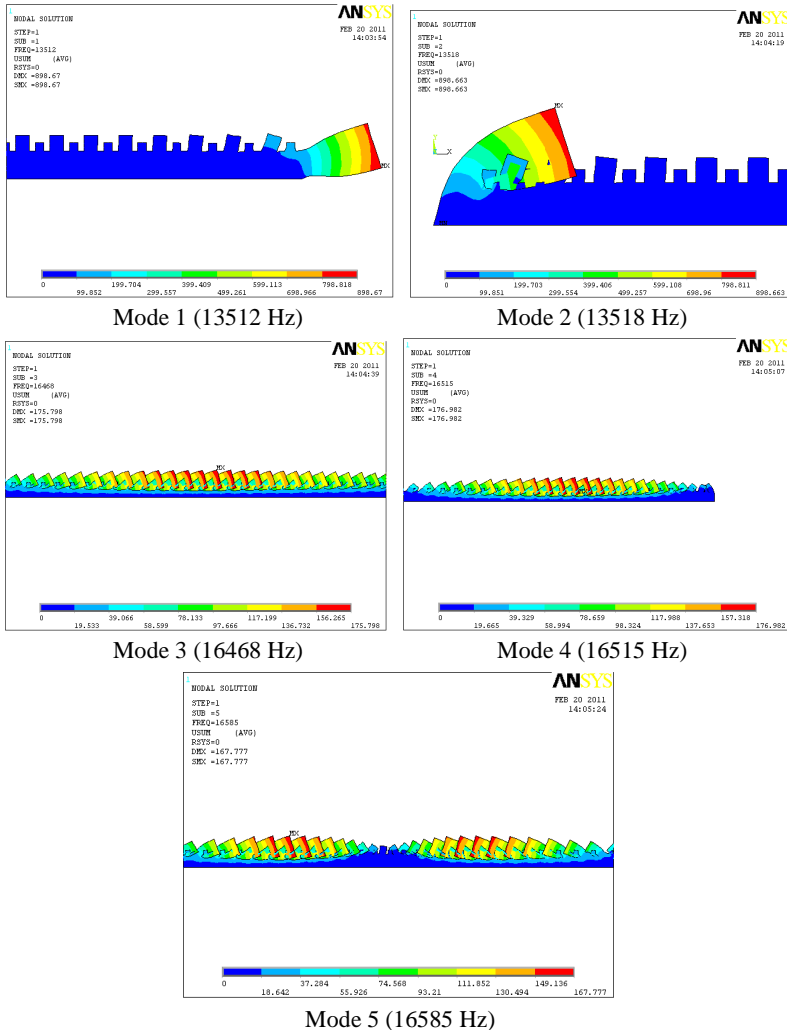 1
ANSYS
NODAL SOLUTION
FEB 20 2011
14:03:54
STEP=1
SUB =1
FREQ=13512
USUM (AVG)
RSYS=0
DMX =898.67
SMX =898.67
MX
0 199.704 399.409 599.113 798.818
99.852 299.557 499.261 698.966 898.67
Mode 1 (13512 Hz)
1
ANSYS
NODAL SOLUTION
FEB 20 2011
14:04:19
STEP=1
SUB =2
FREQ=13518
USUM (AVG)
RSYS=0
DMX =898.663
SMX =898.663
MX
Y
Z X
MN
0 199.703 399.406 599.108 798.811
99.851 299.554 499.257 698.96 898.663
Mode 2 (13518 Hz)
1
ANSYS
NODAL SOLUTION
FEB 20 2011
14:04:39
STEP=1
SUB =3
FREQ=16468
USUM (AVG)
RSYS=0
DMX =175.798
SMX =175.798
MX
0 39.066 78.133 117.199 156.265
19.533 58.599 97.666 136.732 175.798
Mode 3 (16468 Hz)
1
ANSYS
NODAL SOLUTION
FEB 20 2011
14:05:07
STEP=1
SUB =4
FREQ=16515
USUM (AVG)
RSYS=0
DMX =176.982
SMX =176.982
MX
0 39.329 78.659 117.988 157.318
19.665 58.994 98.324 137.653 176.982
Mode 4 (16515 Hz)
1
ANSYS
NODAL SOLUTION
FEB 20 2011
14:05:24
STEP=1
SUB =5
FREQ=16585
USUM (AVG)
RSYS=0
DMX =167.777
SMX =167.777
MX
0 37.284 74.568 111.852 149.136
18.642 55.926 93.21 130.494 167.777
Mode 5 (16585 Hz)